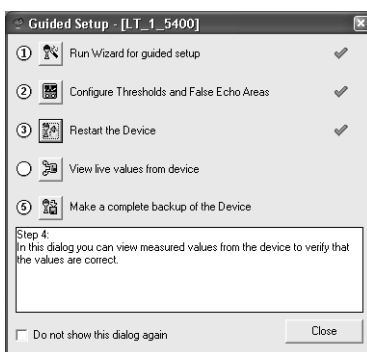 Guided Setup - [LT_1_5400]
1 Run Wizard for guided setup
2 Configure Thresholds and False Echo Areas
3 Restart the Device
View live values from device
5 Make a complete backup of the Device
Step 4:
In this dialog you can view measured values from the device to verify that
the values are correct.
Do not show this dialog again
Close